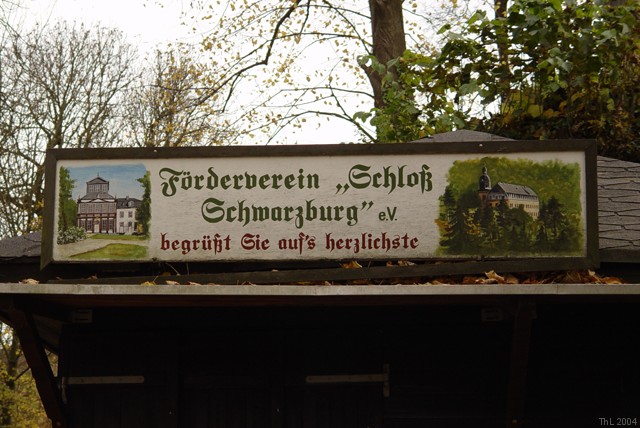 Förderverein „Schloß
Schwarzburg" e.V.
begrüßt Sie auf's herzlichste
ThL 2004